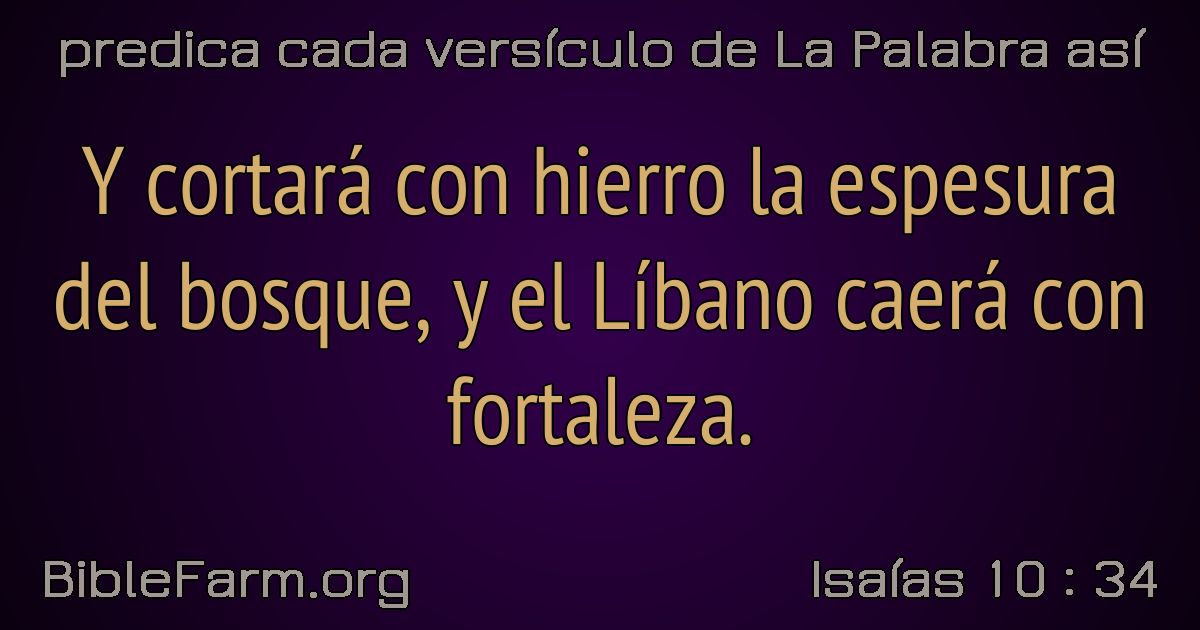 predica cada versículo de La Palabra así
Y cortará con hierro la espesura
del bosque, y el Líbano caerá con
fortaleza.
BibleFarm.org
Isaías 10 : 34